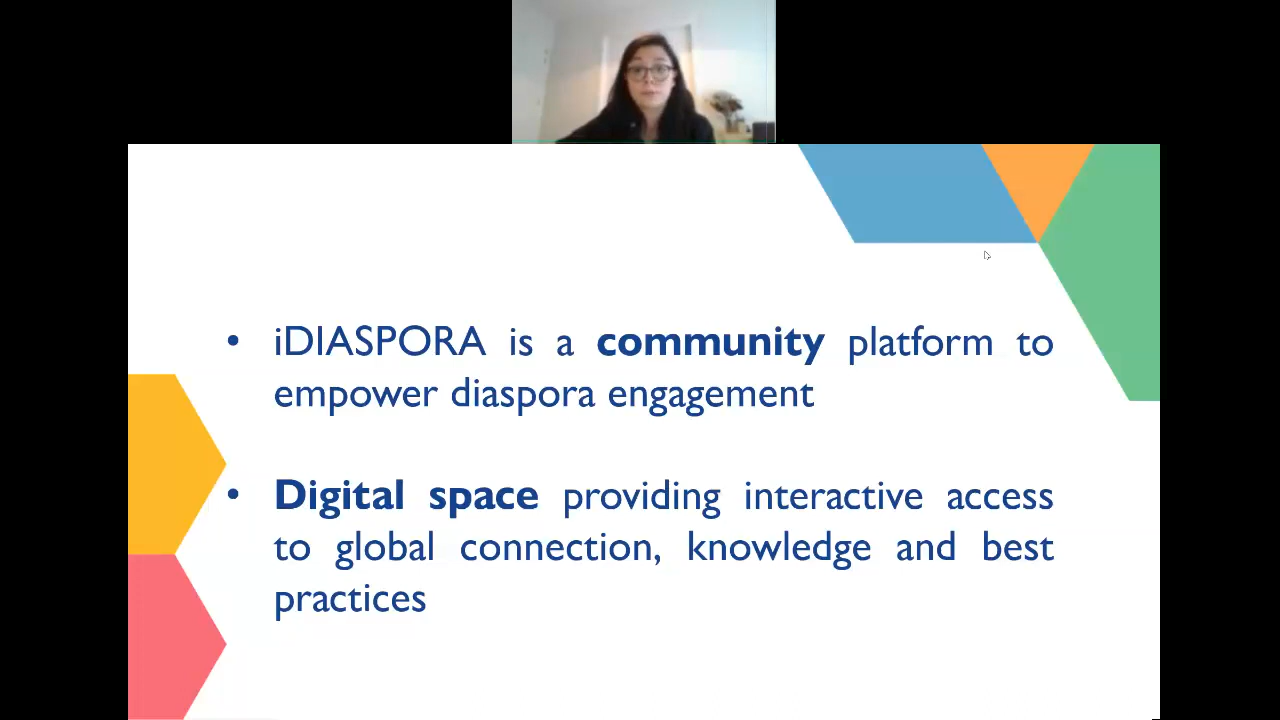 • iDIASPORA is a community platform to
empower diaspora engagement
• Digital space providing interactive access
to global connection, knowledge and best
practices